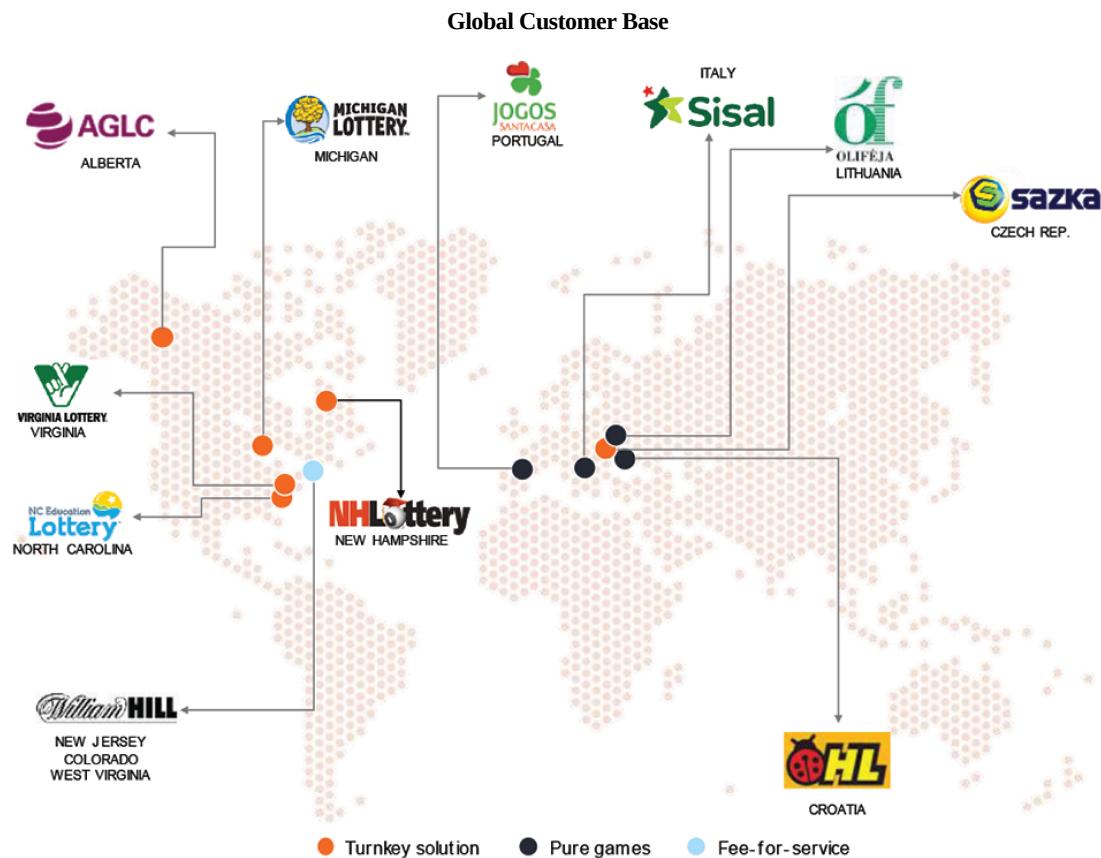 Global Customer Base
AGLC
ALBERTA
MICHIGAN
LOTTERY™
MICHIGAN
JOGOS
SANTACASA
PORTUGAL
ITALY
Sisal
óf
OLIFĖJA
LITHUANIA
S sazka
CZECH REP.
VIRGINIA LOTTERY.
VIRGINIA
NC Education
Lottery
NORTH CAROLINA
NHLottery
NEW HAMPSHIRE
William HILL
NEW JERSEY
COLORADO
WEST VIRGINIA
HL
CROATIA
Turnkey solution
Pure games
Fee-for-service